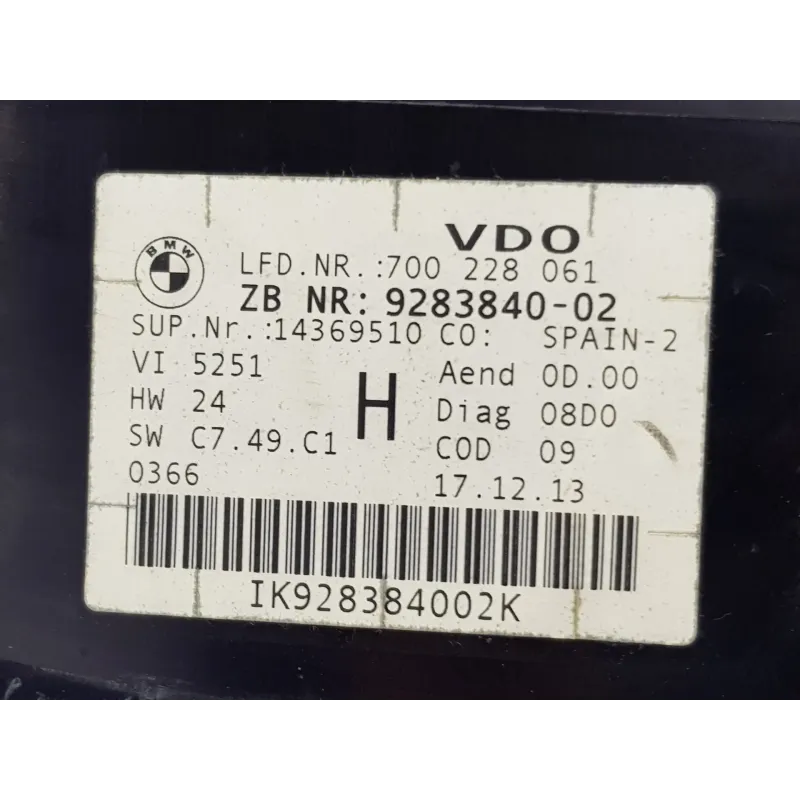 VDO
BMW
LFD.NR.:700 228 061
ZB NR: 9283840-02
SUP.Nr.:14369510 CO: SPAIN-2
VI 5251 Aend 0D.00
HW 24 H Diag 08D0
SW C7.49.C1 COD 09
0366 17.12.13
IK928384002K